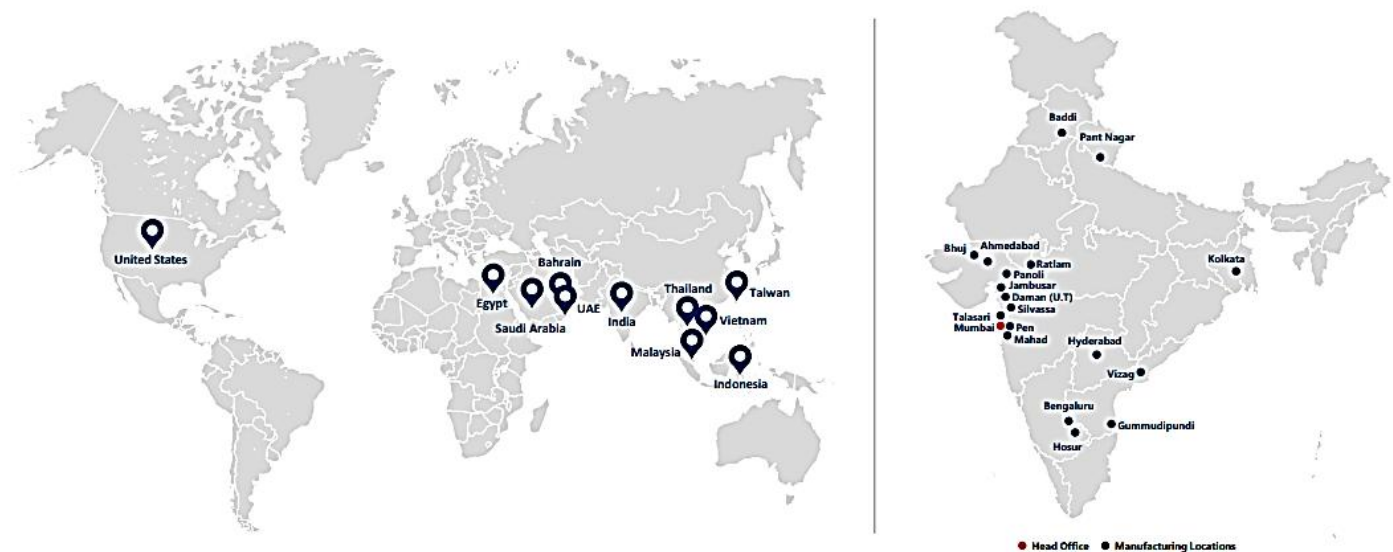 United States
Egypt
Saudi Arabia
Bahrain
UAE
India
Thailand
Vietnam
Malaysia
Indonesia
Taiwan
Baddi
Pant Nagar
Bhuj
Ahmedabad
Ratlam
Panoli
Jambusar
Daman (U.T)
Silvassa
Talasari
Mumbai
Pen
Mahad
Kolkata
Hyderabad
Vizag
Bengaluru
Hosur
Gummudipundi
Head Office
Manufacturing Locations